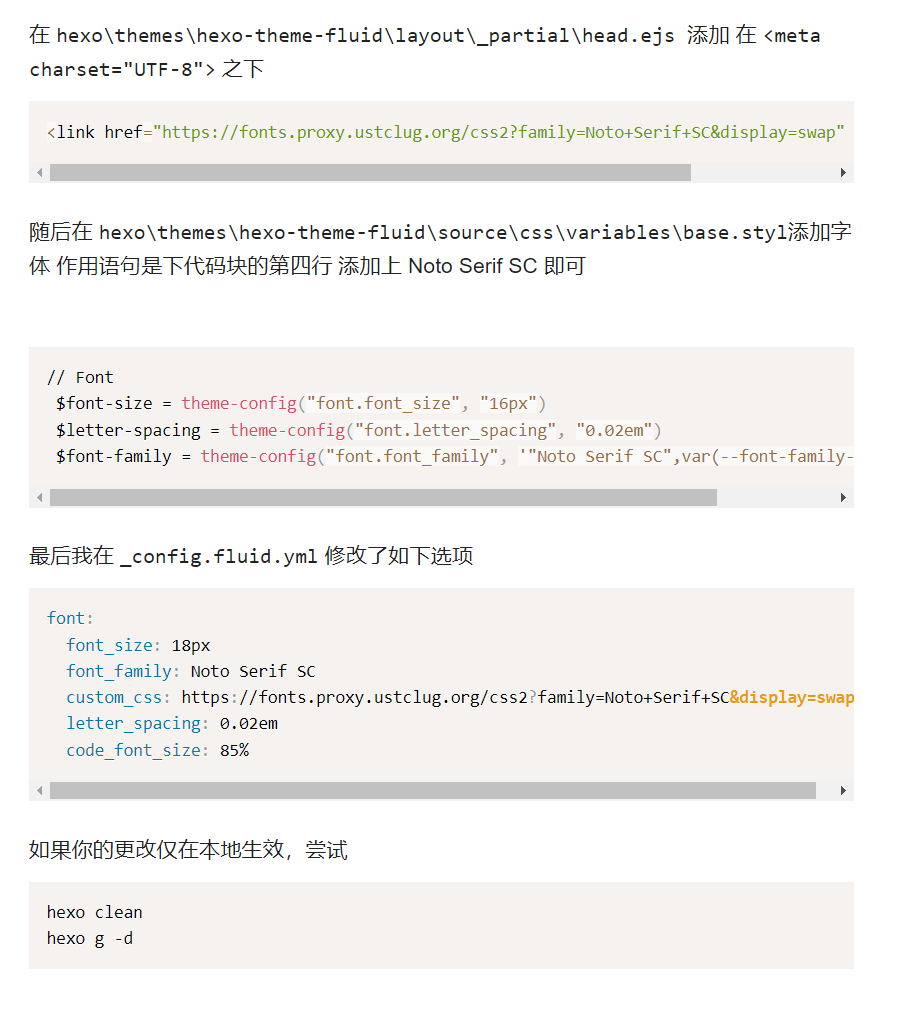 在 hexo\themes\hexo-theme-fluid\layout\_partial\head.ejs 添加 在 <meta
charset="UTF-8"> 之下
<link href="https://fonts.proxy.ustclug.org/css2?family=Noto+Serif+SC&display=swap"
随后在 hexo\themes\hexo-theme-fluid\source\css\variables\base.styl添加字
体 作用语句是下代码块的第四行 添加上 Noto Serif SC 即可
// Font
$font-size = theme-config("font.font_size", "16px")
$letter-spacing = theme-config("font.letter_spacing", "0.02em")
$font-family = theme-config("font.font_family", '"Noto Serif SC",var(--font-family-
最后我在 _config.fluid.yml 修改了如下选项
font:
  font_size: 18px
  font_family: Noto Serif SC
  custom_css: https://fonts.proxy.ustclug.org/css2?family=Noto+Serif+SC&display=swap
  letter_spacing: 0.02em
  code_font_size: 85%
如果你的更改仅在本地生效，尝试
hexo clean
hexo g -d